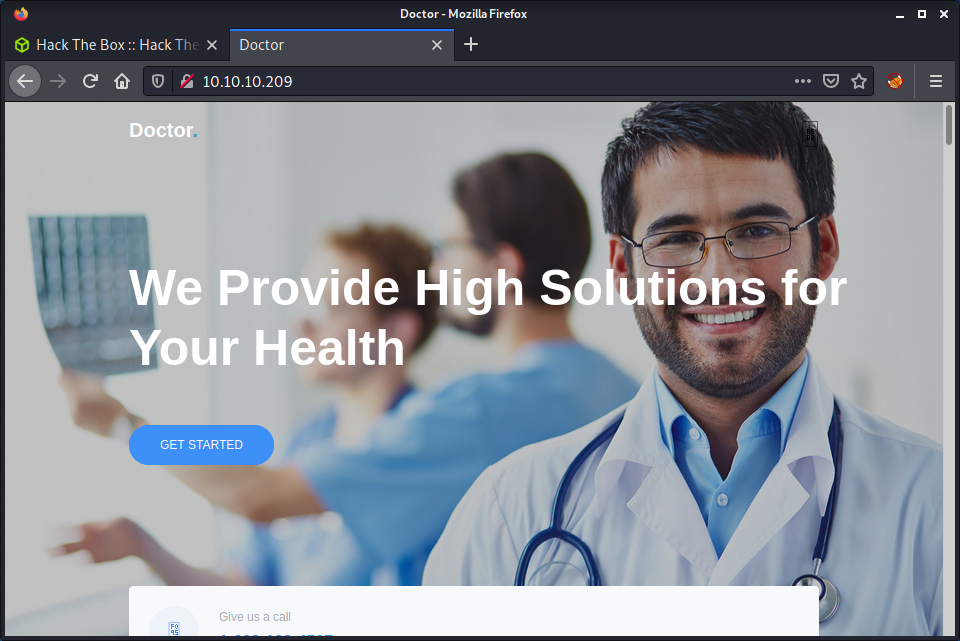 Doctor - Mozilla Firefox
Hack The Box :: Hack The
Doctor
10.10.10.209
Doctor.
We Provide High Solutions for
Your Health
GET STARTED
Give us a call